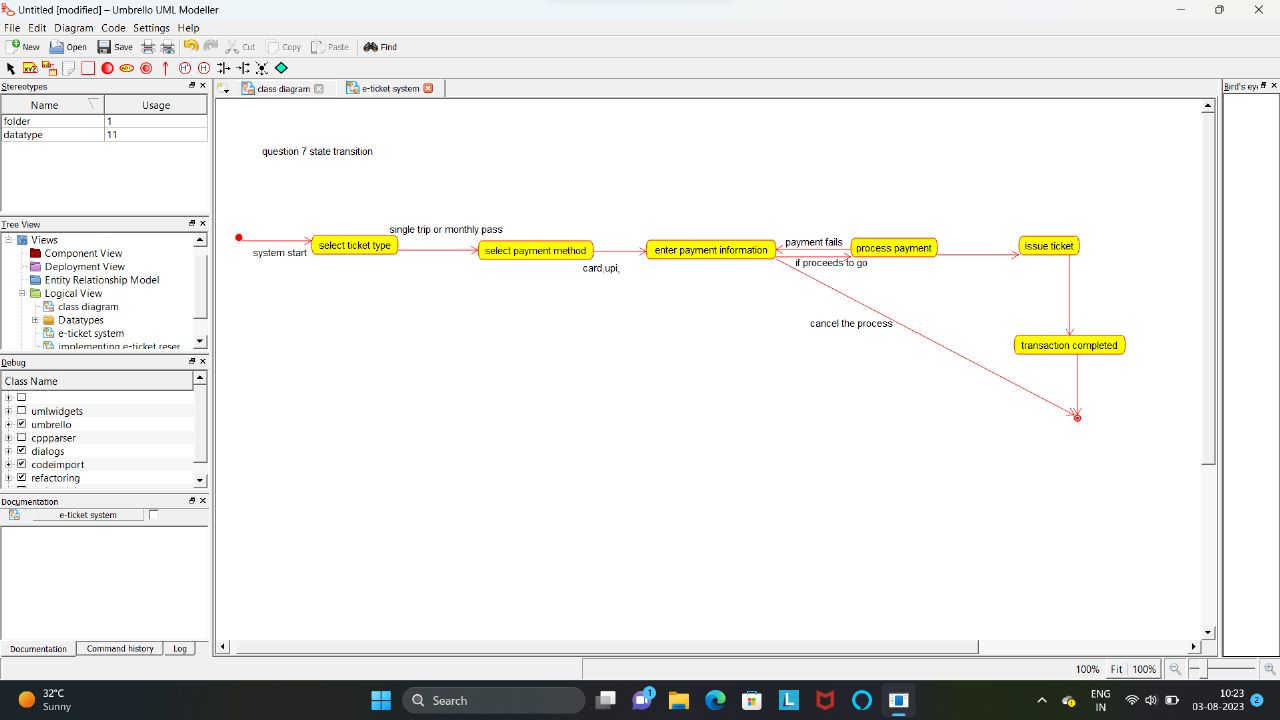 Untitled [modified] – Umbrello UML Modeller
File Edit Diagram Code Settings Help
New Open Save Cut Copy Paste Find
Stereotypes
Name Usage
folder 1
datatype 11
Tree View
Views
Component View
Deployment View
Entity Relationship Model
Logical View
class diagram
Datatypes
e-ticket system
implementing e-ticket reser
Debug
Class Name
umlwidgets
umbrello
cppparser
dialogs
codeimport
refactoring
Documentation
e-ticket system
Documentation Command history Log
class diagram e-ticket system
Bird's eye
question 7 state transition
single trip or monthly pass
system start
select ticket type
select payment method
card,upi,
enter payment information
payment fails
if proceeds to go
process payment
issue ticket
cancel the process
transaction completed
100% Fit 100%
32°C
Sunny
Search
1
ENG
IN
10:23
03-08-2023
2